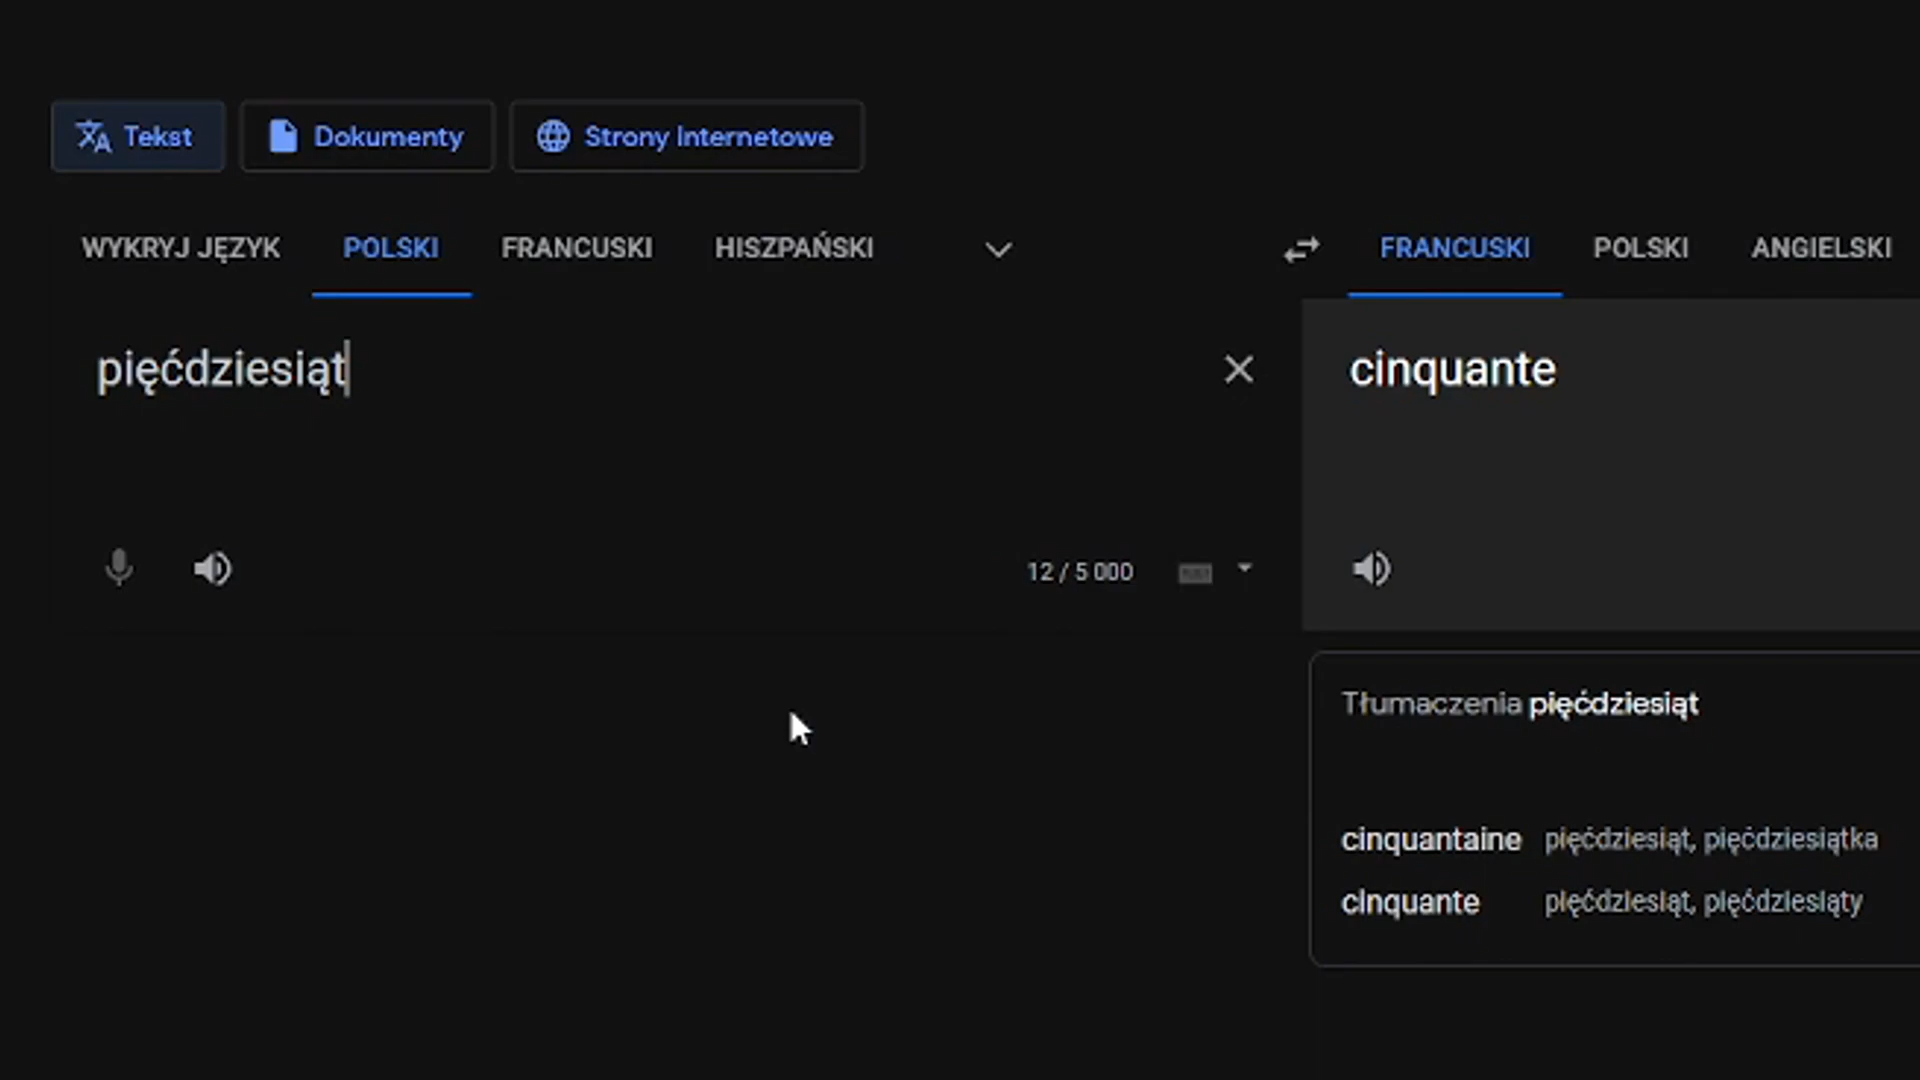 Tekst Dokumenty Strony Internetowe
WYKRYJ JĘZYK POLSKI FRANCUSKI HISZPAŃSKI FRANCUSKI POLSKI ANGIELSKI
pięćdziesiąt cinquante
12 / 5 000
Tłumaczenia pięćdziesiąt
cinquantaine pięćdziesiąt, pięćdziesiątka
cinquante pięćdziesiąt, pięćdziesiąty